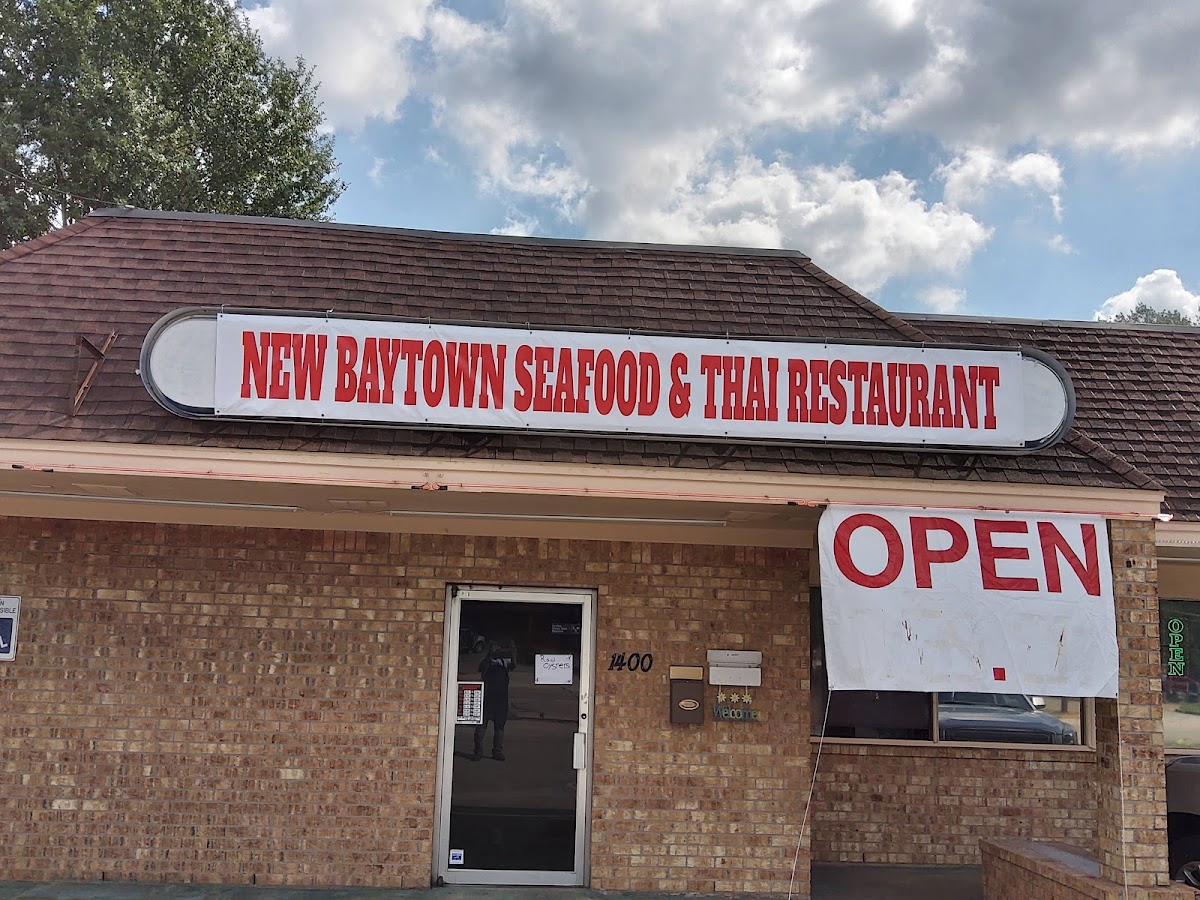 NEW BAYTOWN SEAFOOD & THAI RESTAURANT
OPEN
OPEN
Raw
Oysters
1400
Welcome